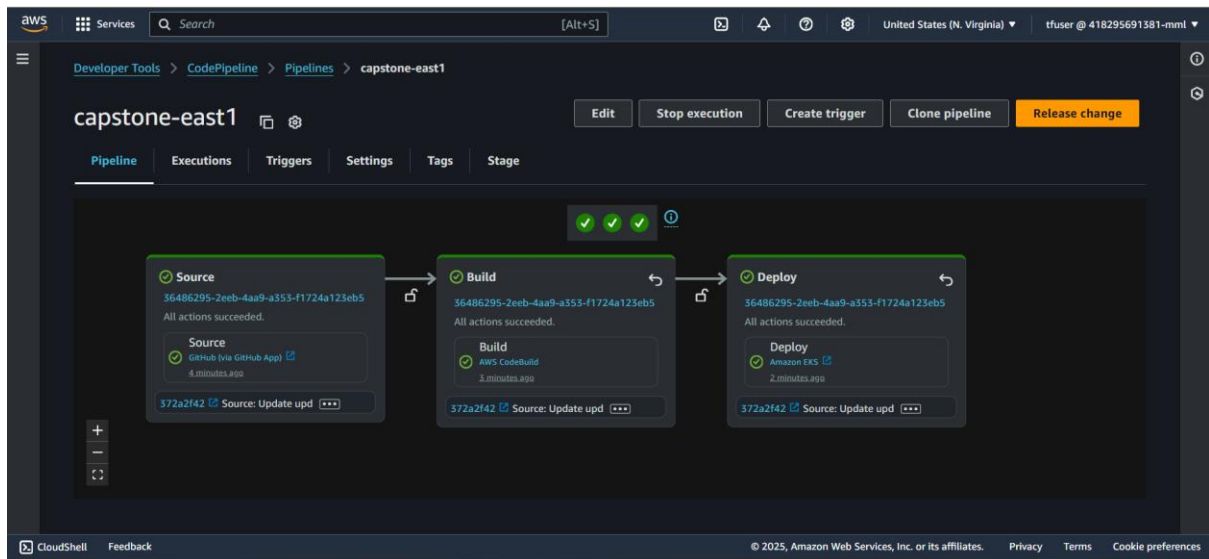 aws Services Search [Alt+S] United States (N. Virginia) ▼ tfuser @ 418295691381-mml ▼
Developer Tools > CodePipeline > Pipelines > capstone-east1
capstone-east1 Edit Stop execution Create trigger Clone pipeline Release change
Pipeline Executions Triggers Settings Tags Stage
Source
36486295-2eeb-4aa9-a353-f1724a123eb5
All actions succeeded.
Source
GitHub (via GitHub App)
4 minutes ago
372a2f42 Source: Update upd
Build
36486295-2eeb-4aa9-a353-f1724a123eb5
All actions succeeded.
Build
AWS CodeBuild
3 minutes ago
372a2f42 Source: Update upd
Deploy
36486295-2eeb-4aa9-a353-f1724a123eb5
All actions succeeded.
Deploy
Amazon EKS
2 minutes ago
372a2f42 Source: Update upd
CloudShell Feedback © 2025, Amazon Web Services, Inc. or its affiliates. Privacy Terms Cookie preferences